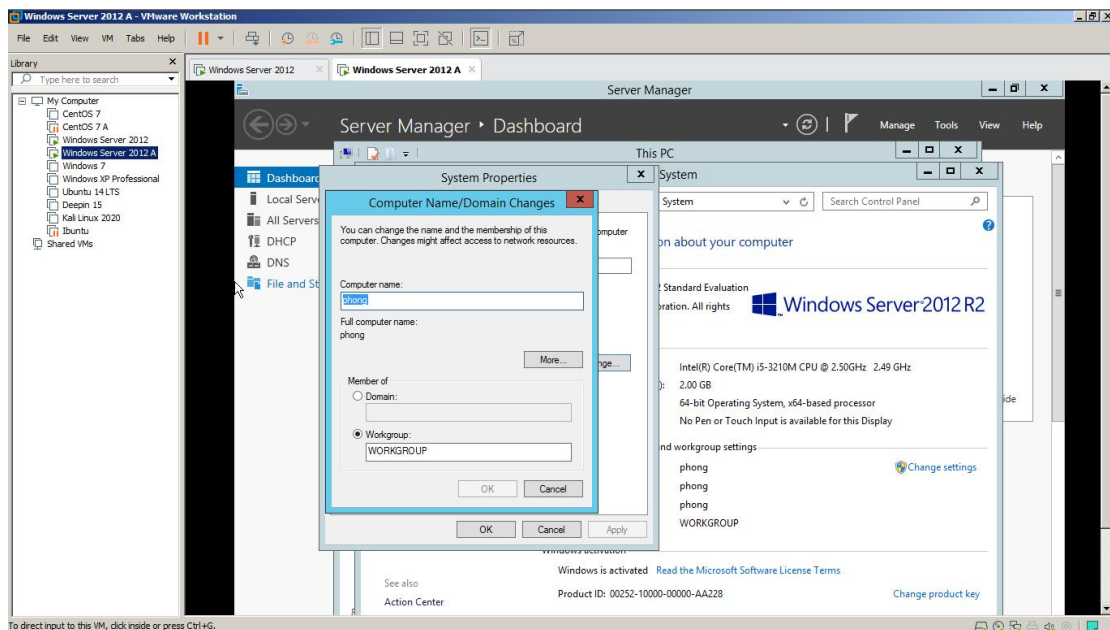 Windows Server 2012 A - VMware Workstation
File Edit View VM Tabs Help
Library
Type here to search
My Computer
CentOS 7
CentOS 7 A
Windows Server 2012
Windows Server 2012 A
Windows 7
Windows XP Professional
Ubuntu 14 LTS
Deepin 15
Kali Linux 2020
Ibuntu
Shared VMs
Windows Server 2012
Windows Server 2012 A
Server Manager
Server Manager Dashboard
Manage Tools View Help
This PC
Dashboard
Local Serv
All Servers
DHCP
DNS
File and St
System Properties
Computer Name/Domain Changes
You can change the name and the membership of this
computer. Changes might affect access to network resources.
Computer name:
phong
Full computer name:
phong
More...
Member of
Domain:
Workgroup:
WORKGROUP
OK Cancel
OK Cancel Apply
System
System
Search Control Panel
on about your computer
Standard Evaluation
oration. All rights
Windows Server 2012 R2
Intel(R) Core(TM) i5-3210M CPU @ 2.50GHz 2.49 GHz
2.00 GB
64-bit Operating System, x64-based processor
No Pen or Touch Input is available for this Display
nd workgroup settings
phong
Change settings
phong
phong
WORKGROUP
Windows is activated Read the Microsoft Software License Terms
Product ID: 00252-10000-00000-AA228
Change product key
See also
Action Center
To direct input to this VM, click inside or press Ctrl+G.